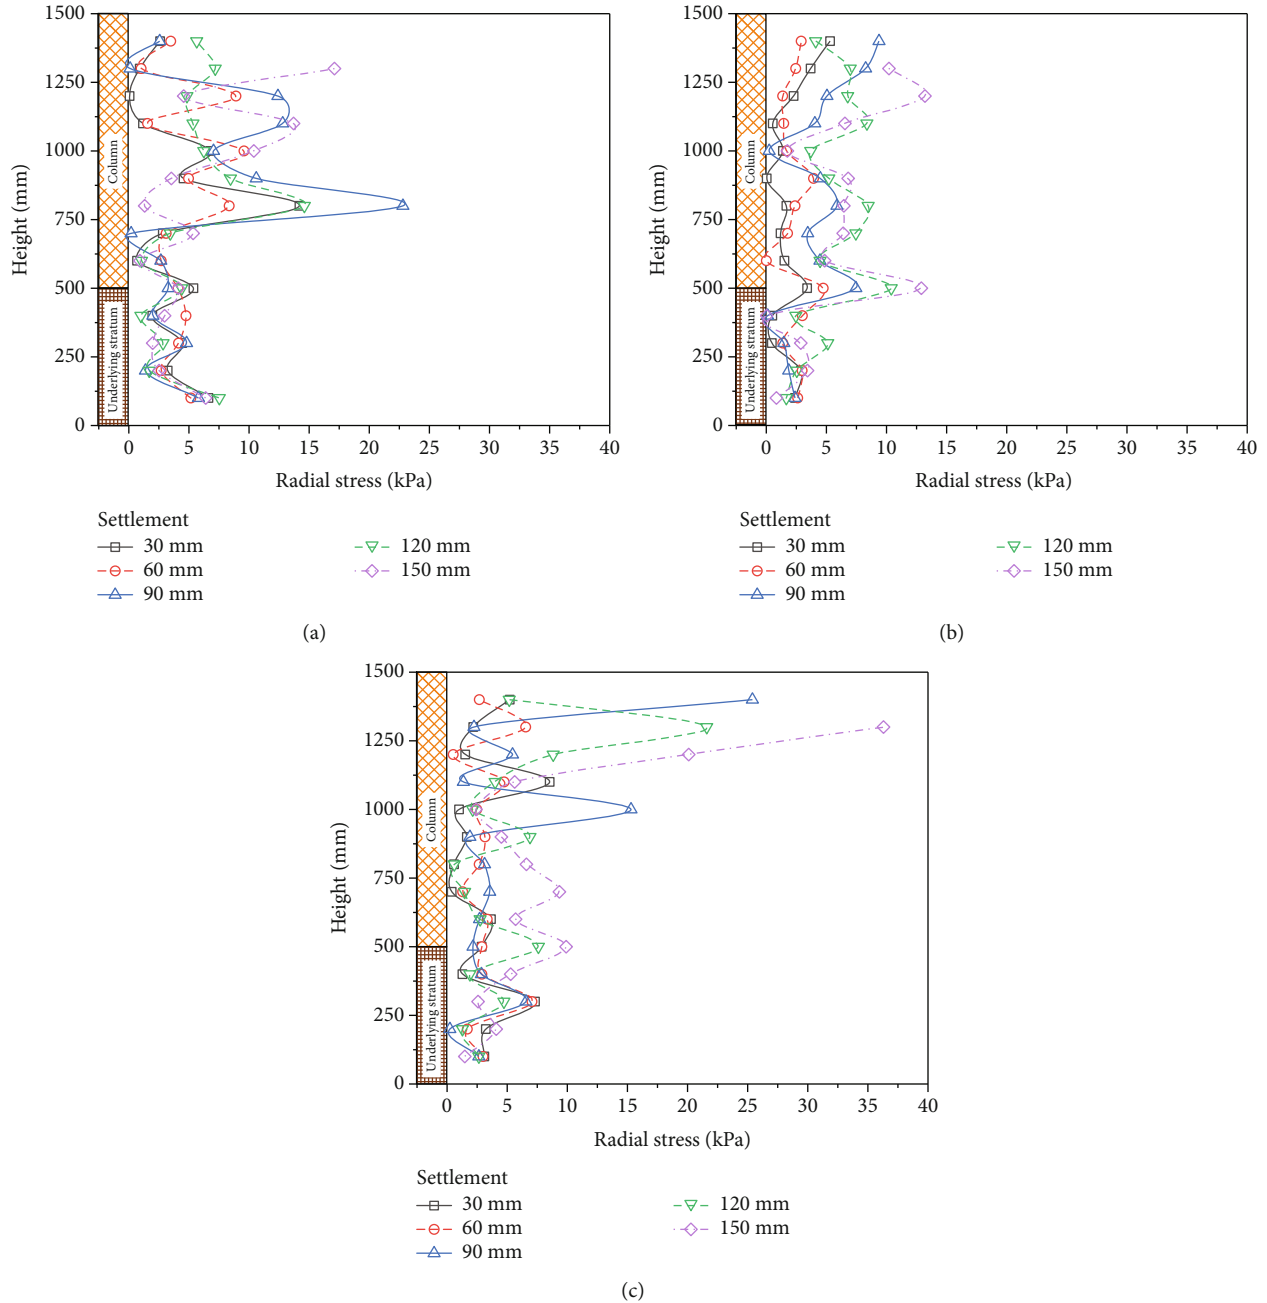 1500
1250
1000
750
500
250
0
Height (mm)
Column
Underlying stratum
0 5 10 15 20 25 30 35 40
Radial stress (kPa)
Settlement
30 mm
60 mm
90 mm
120 mm
150 mm
(a)
1500
1250
1000
750
500
250
0
Height (mm)
Column
Underlying stratum
0 5 10 15 20 25 30 35 40
Radial stress (kPa)
Settlement
30 mm
60 mm
90 mm
120 mm
150 mm
(b)
1500
1250
1000
750
500
250
0
Height (mm)
Column
Underlying stratum
0 5 10 15 20 25 30 35 40
Radial stress (kPa)
Settlement
30 mm
60 mm
90 mm
120 mm
150 mm
(c)